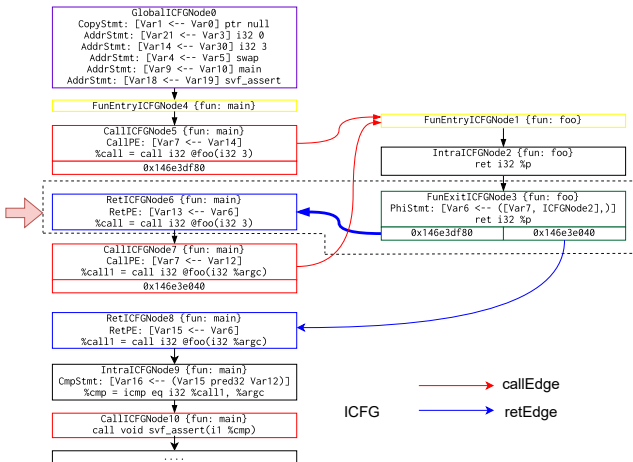 GlobalICFGNode0
CopyStmt: [Var1 <-- Var0] ptr null
AddrStmt: [Var21 <-- Var3] i32 0
AddrStmt: [Var14 <-- Var30] i32 3
AddrStmt: [Var4 <-- Var5] swap
AddrStmt: [Var9 <-- Var10] main
AddrStmt: [Var18 <-- Var19] svf_assert
FunEntryICFGNode4 {fun: main}
CallICFGNode5 {fun: main}
CallPE: [Var7 <-- Var14]
%call = call i32 @foo(i32 3)
0x146e3df80
FunEntryICFGNode1 {fun: foo}
IntraICFGNode2 {fun: foo}
ret i32 %p
RetICFGNode6 {fun: main}
RetPE: [Var13 <-- Var6]
%call = call i32 @foo(i32 3)
FunExitICFGNode3 {fun: foo}
PhiStmt: [Var6 <-- ([Var7, ICFGNode2],)]
ret i32 %p
0x146e3df80 0x146e3e040
CallICFGNode7 {fun: main}
CallPE: [Var7 <-- Var12]
%call1 = call i32 @foo(i32 %argc)
0x146e3e040
RetICFGNode8 {fun: main}
RetPE: [Var15 <-- Var6]
%call1 = call i32 @foo(i32 %argc)
IntraICFGNode9 {fun: main}
CmpStmt: [Var16 <-- (Var15 pred32 Var12)]
%cmp = icmp eq i32 %call1, %argc
CallICFGNode10 {fun: main}
call void svf_assert(i1 %cmp)
....
ICFG
callEdge
retEdge